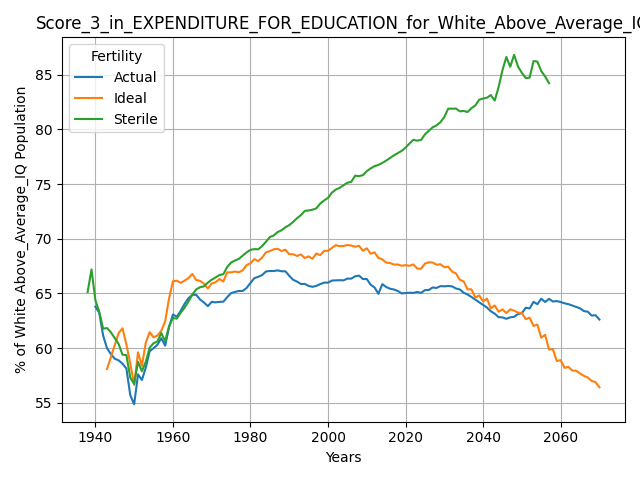 Score_3_in_EXPENDITURE_FOR_EDUCATION_for_White_Above_Average_IQ
Fertility
Actual
Ideal
Sterile
% of White Above_Average_IQ Population
85
80
75
70
65
60
55
1940 1960 1980 2000 2020 2040 2060
Years